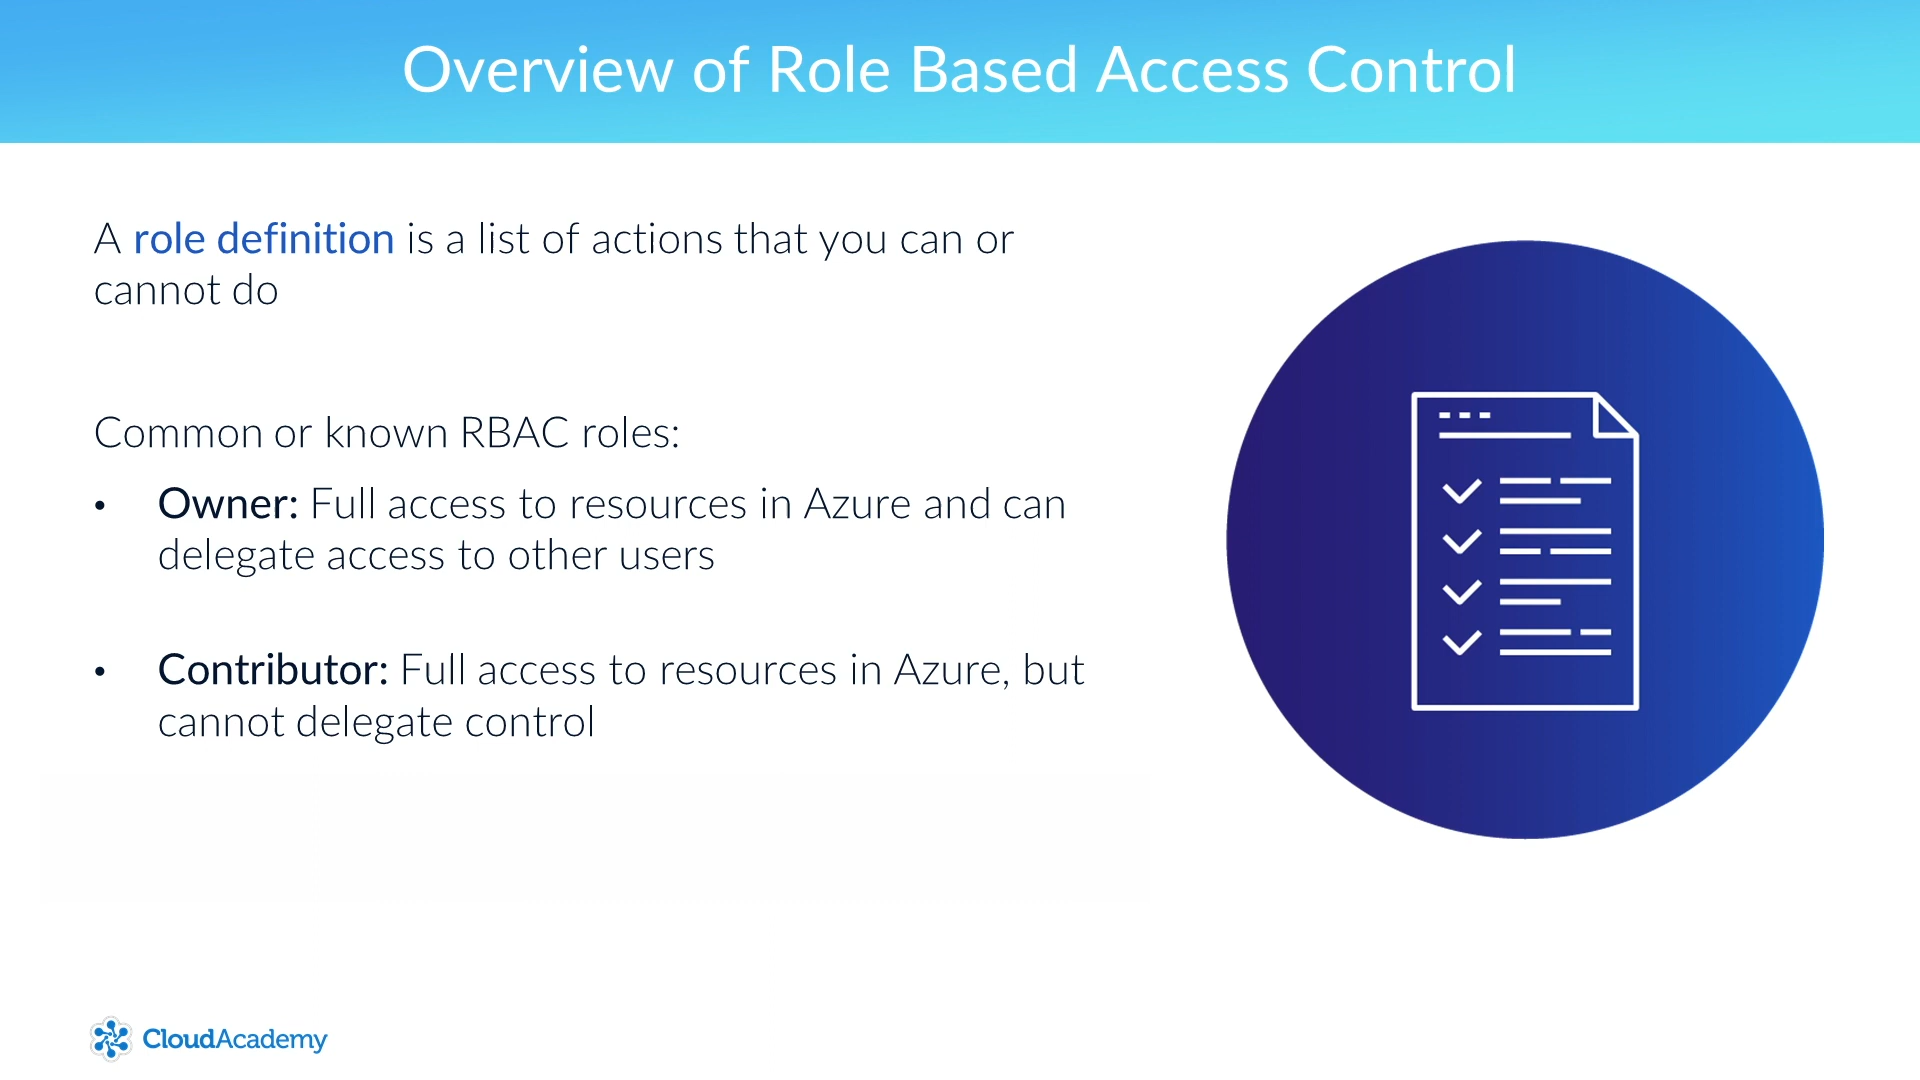 Overview of Role Based Access Control
A role definition is a list of actions that you can or
cannot do
Common or known RBAC roles:
• Owner: Full access to resources in Azure and can
delegate access to other users
• Contributor: Full access to resources in Azure, but
cannot delegate control
CloudAcademy